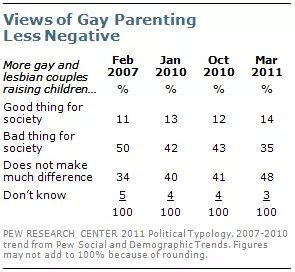 Views of Gay Parenting
Less Negative
More gay and lesbian couples raising children... Feb 2007 Jan 2010 Oct 2010 Mar 2011
% % % %
Good thing for society 11 13 12 14
Bad thing for society 50 42 43 35
Does not make much difference 34 40 41 48
Don't know 5 4 4 3
100 100 100 100
PEW RESEARCH CENTER 2011 Political Typology. 2007-2010
trend from Pew Social and Demographic Trends. Figures
may not add to 100% because of rounding.